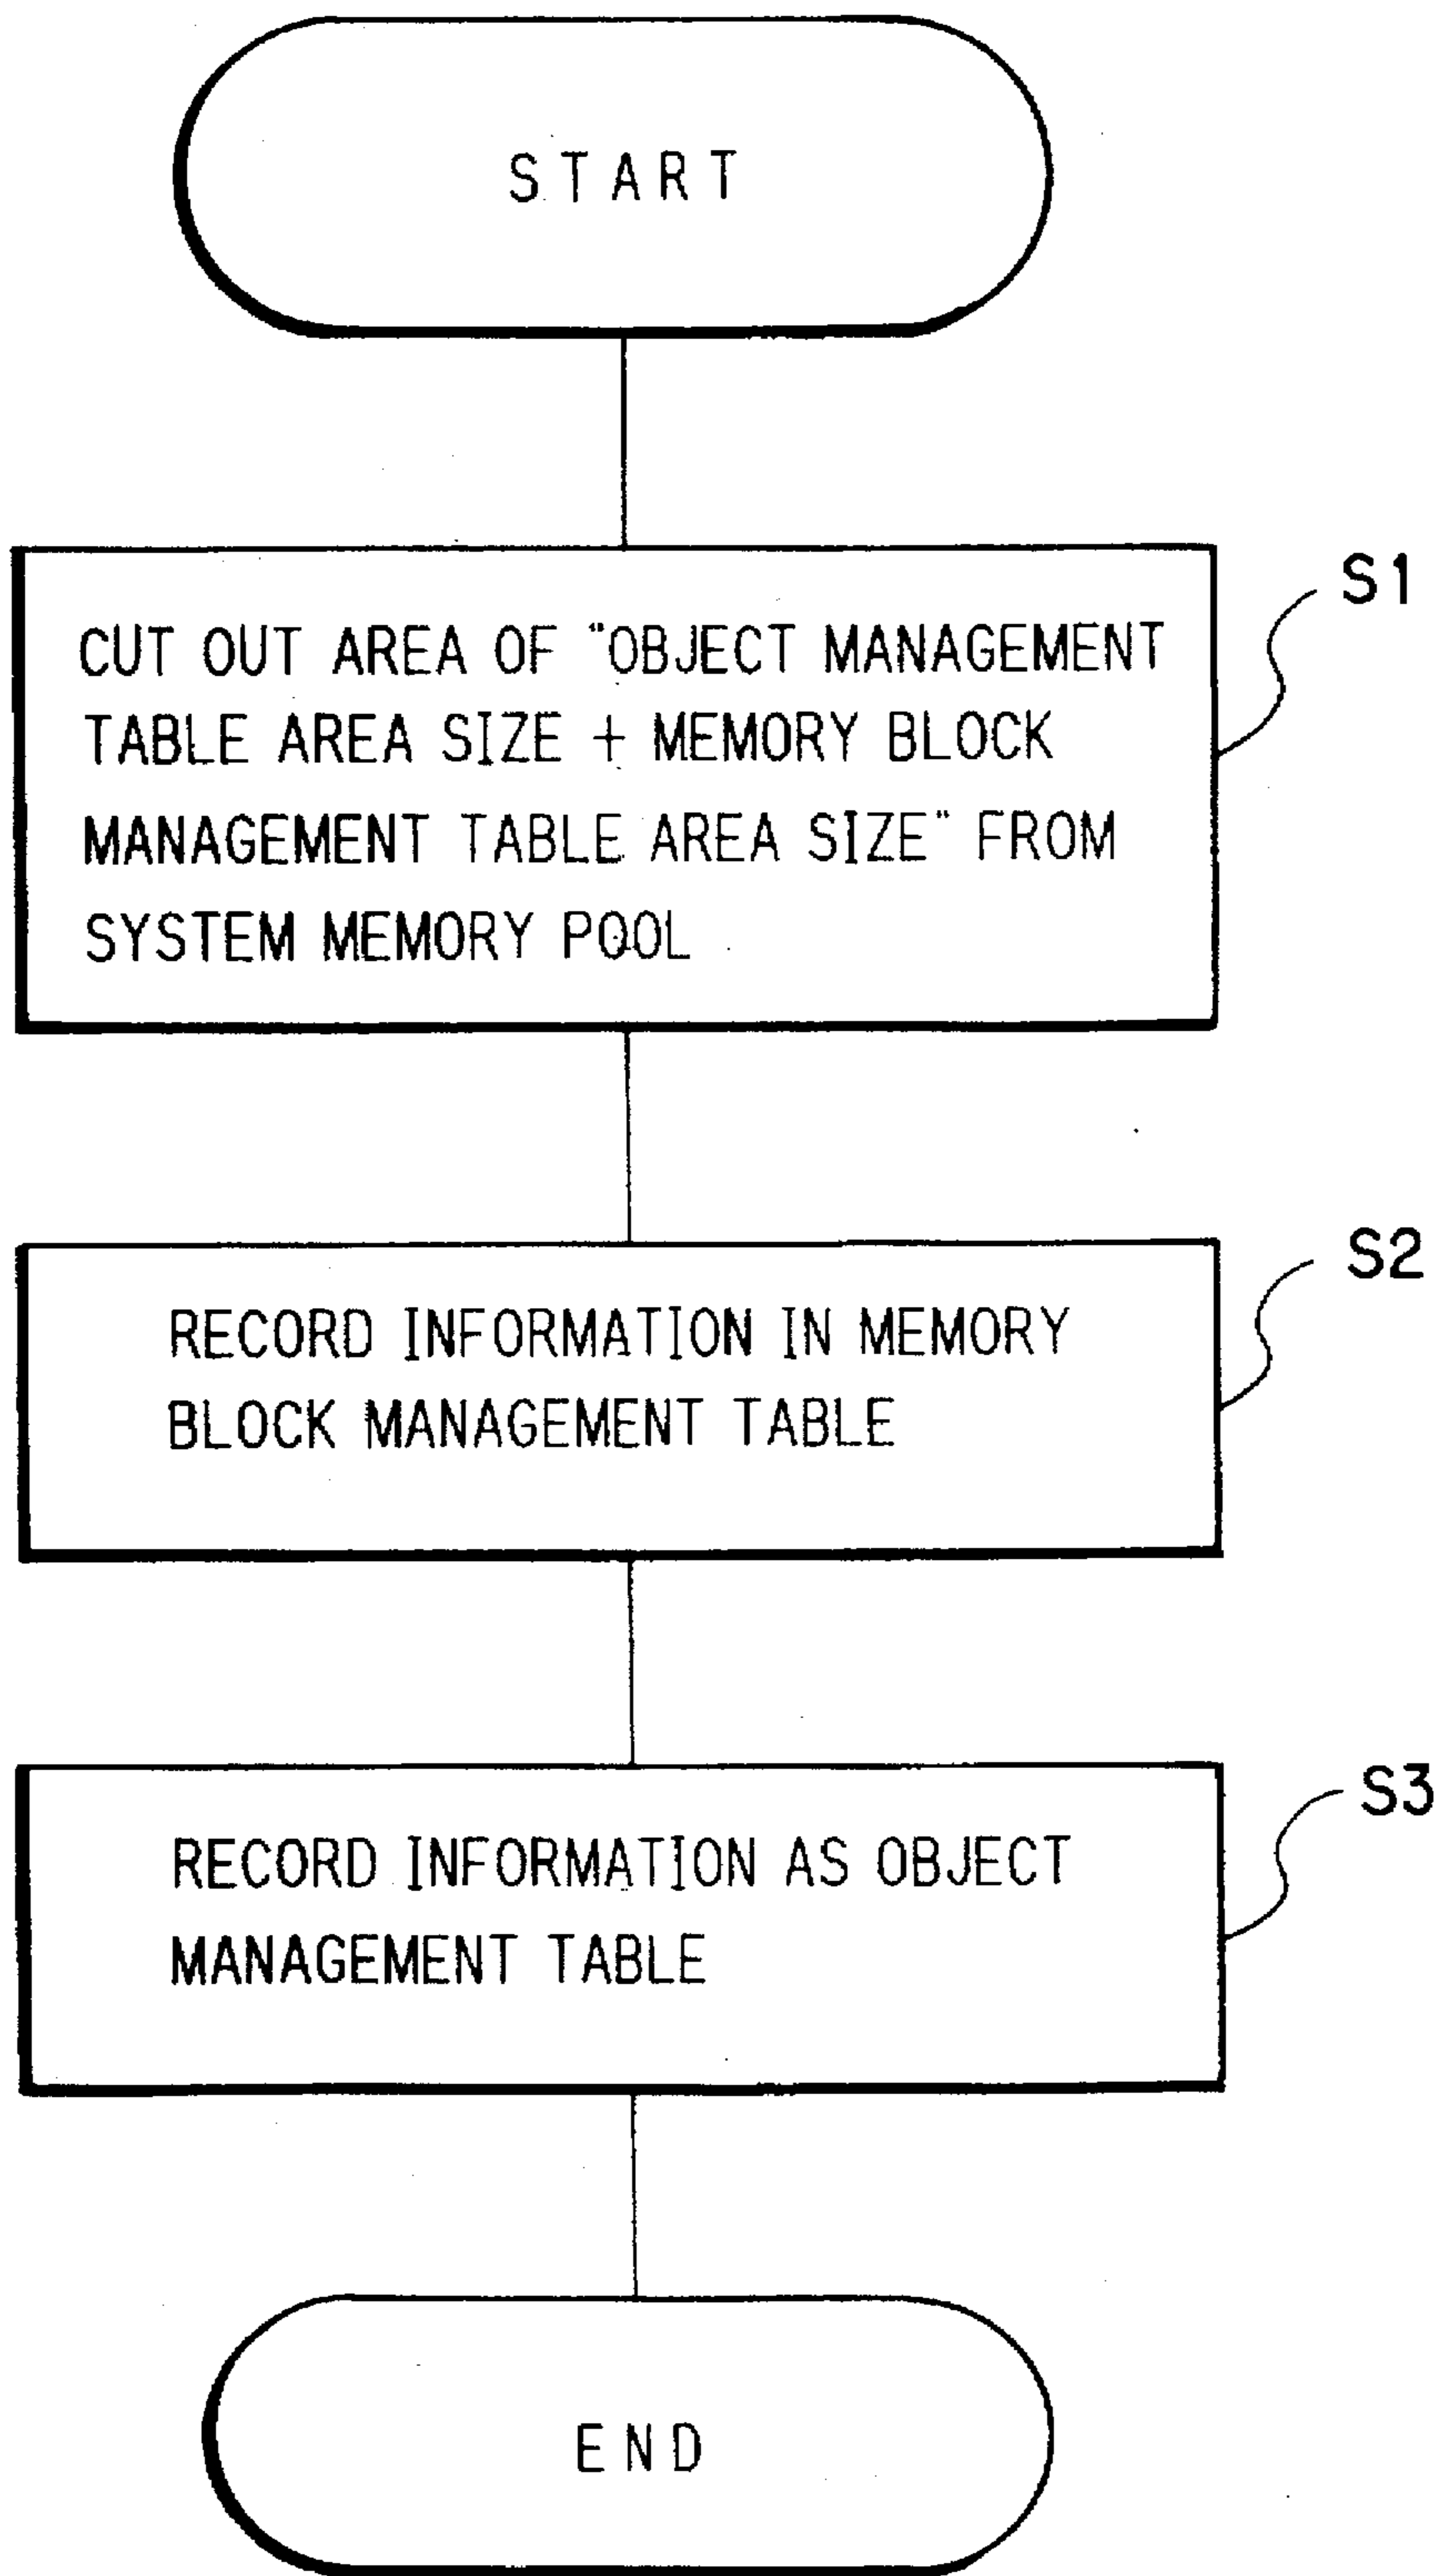 START
S1
CUT OUT AREA OF "OBJECT MANAGEMENT
TABLE AREA SIZE + MEMORY BLOCK
MANAGEMENT TABLE AREA SIZE" FROM
SYSTEM MEMORY POOL
S2
RECORD INFORMATION IN MEMORY
BLOCK MANAGEMENT TABLE
S3
RECORD INFORMATION AS OBJECT
MANAGEMENT TABLE
END